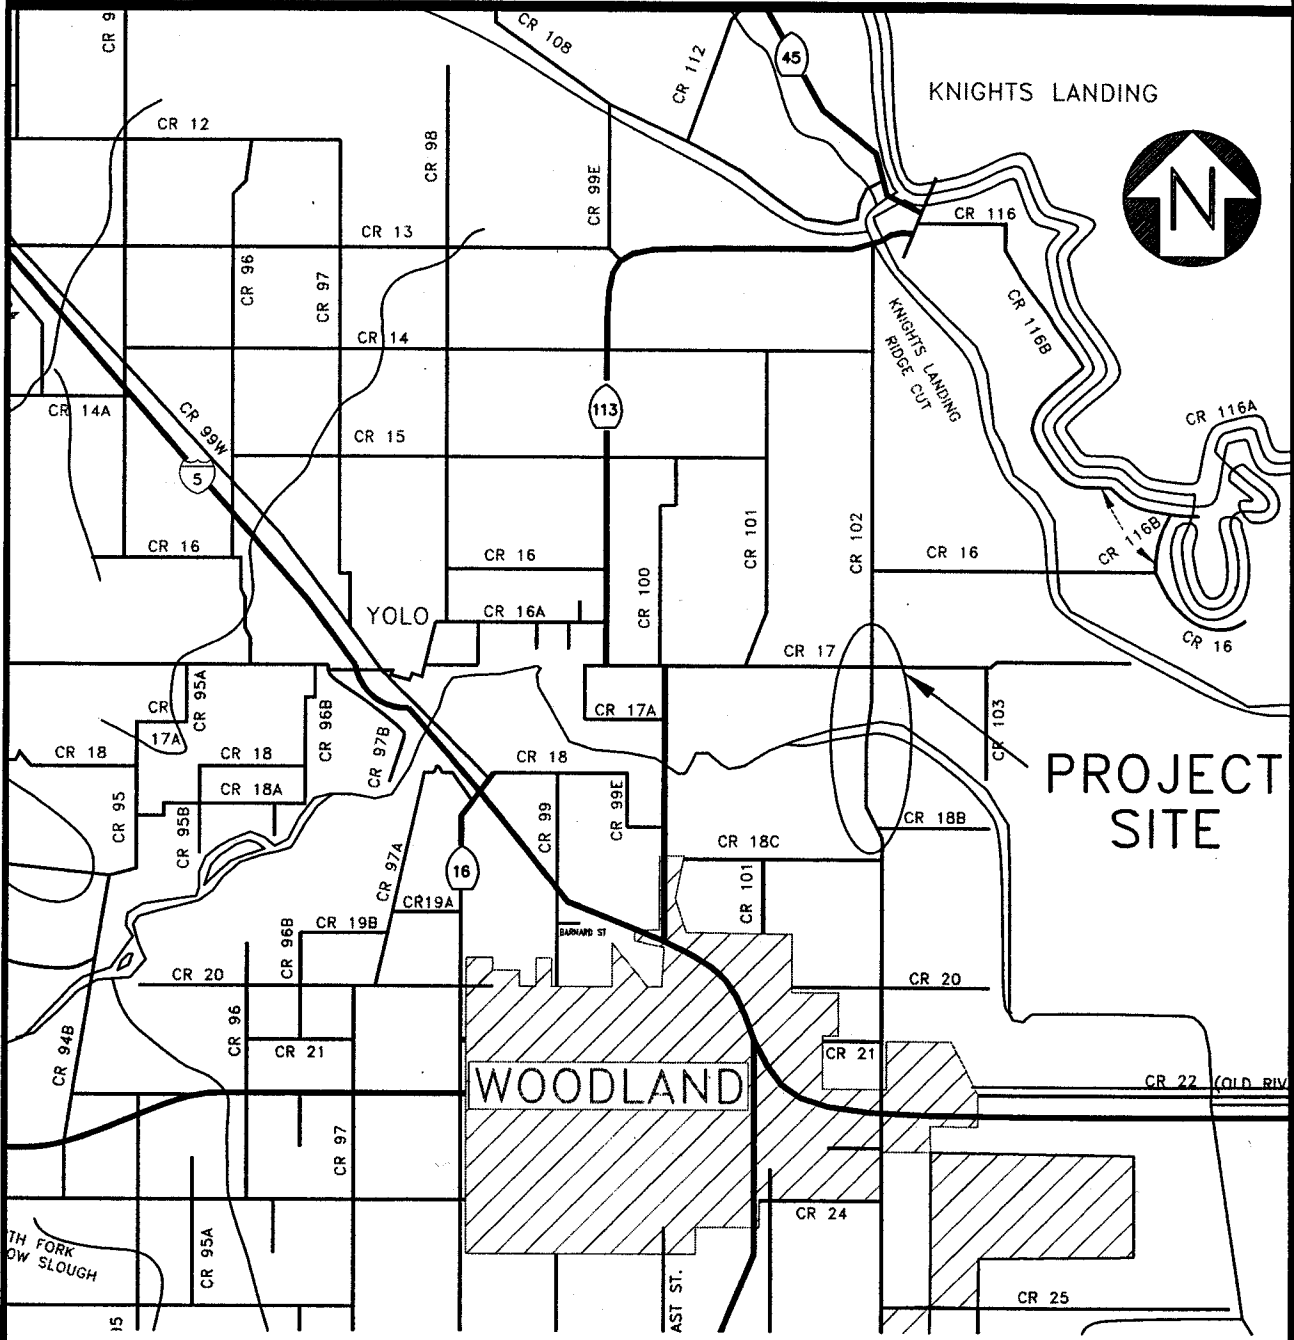 CR 9
CR 108
CR 112
45
KNIGHTS LANDING
CR 12
CR 98
CR 99E
N
CR 116
CR 13
CR 96
CR 97
CR 116B
KNIGHTS LANDING
RIDGE CUT
CR 14
CR 14A
CR 99W
113
CR 116A
CR 15
5
CR 101
CR 102
CR 16
CR 16
CR 16
CR 116B
CR 100
YOLO
CR 16A
CR 16
CR 17
CR 95A
CR
17A
CR 96B
CR 17A
CR 103
CR 18
CR 18
CR 97B
CR 18
PROJECT
SITE
CR 18A
CR 95
CR 95B
CR 99
CR 99E
CR 18B
CR 18C
CR 97A
16
CR 101
CR19A
CR 19B
CR 96B
BARNARD ST
CR 20
CR 20
CR 96
CR 94B
CR 21
CR 21
WOODLAND
CR 22 (OLD RIV
CR 97
CR 24
TH FORK
OW SLOUGH
CR 95A
CR 25
AST ST.
95